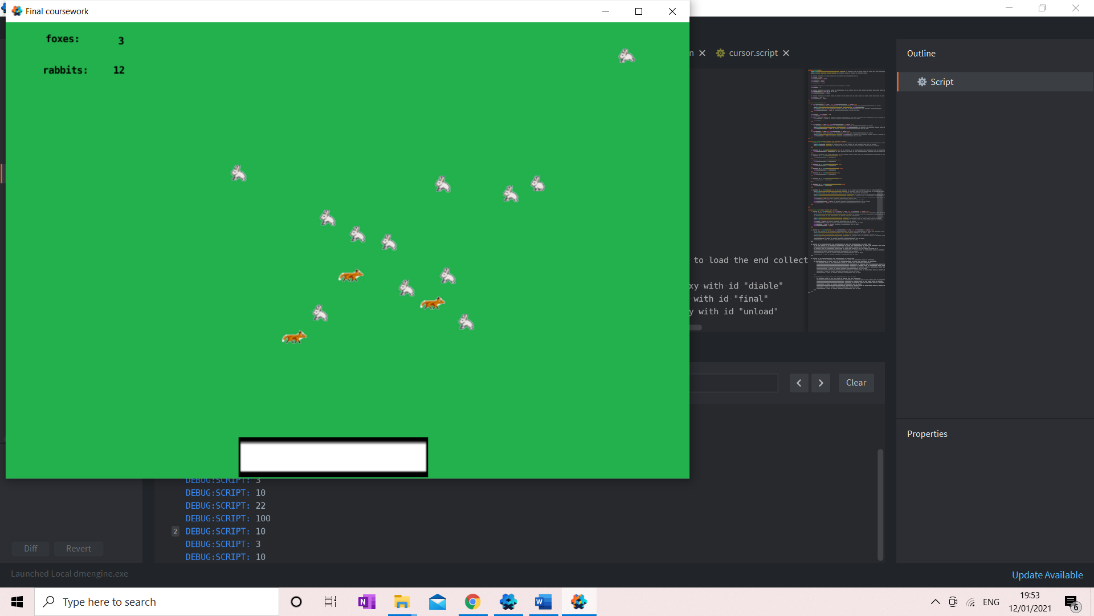 Final coursework
foxes: 3
rabbits: 12
n
cursor.script
Outline
Script
to load the end collect
xy with id "diable"
with id "final"
y with id "unload"
Clear
Properties
DEBUG:SCRIPT: 3
DEBUG:SCRIPT: 10
DEBUG:SCRIPT: 22
DEBUG:SCRIPT: 100
2 DEBUG:SCRIPT: 10
DEBUG:SCRIPT: 3
DEBUG:SCRIPT: 10
Diff Revert
Launched Local dmengine.exe
Update Available
Type here to search
ENG
19:53
12/01/2021
6